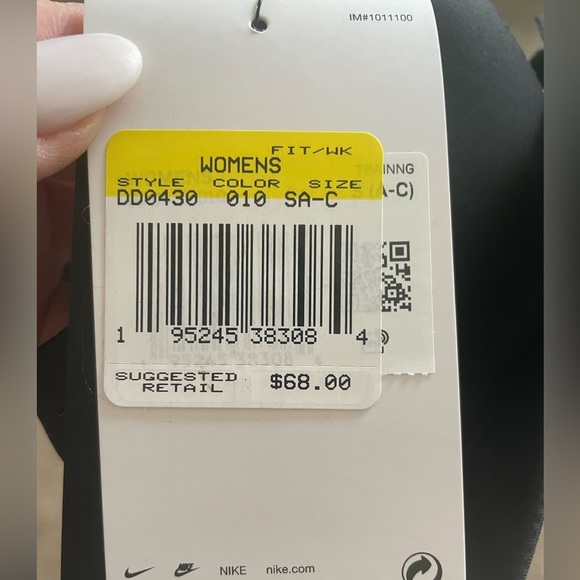 IM#1011100
FIT/WK
WOMENS
STYLE COLOR SIZE
DD0430 010 SA-C
1 95245 38308 4
SUGGESTED
RETAIL $68.00
(A-C)
NIKE nike.com